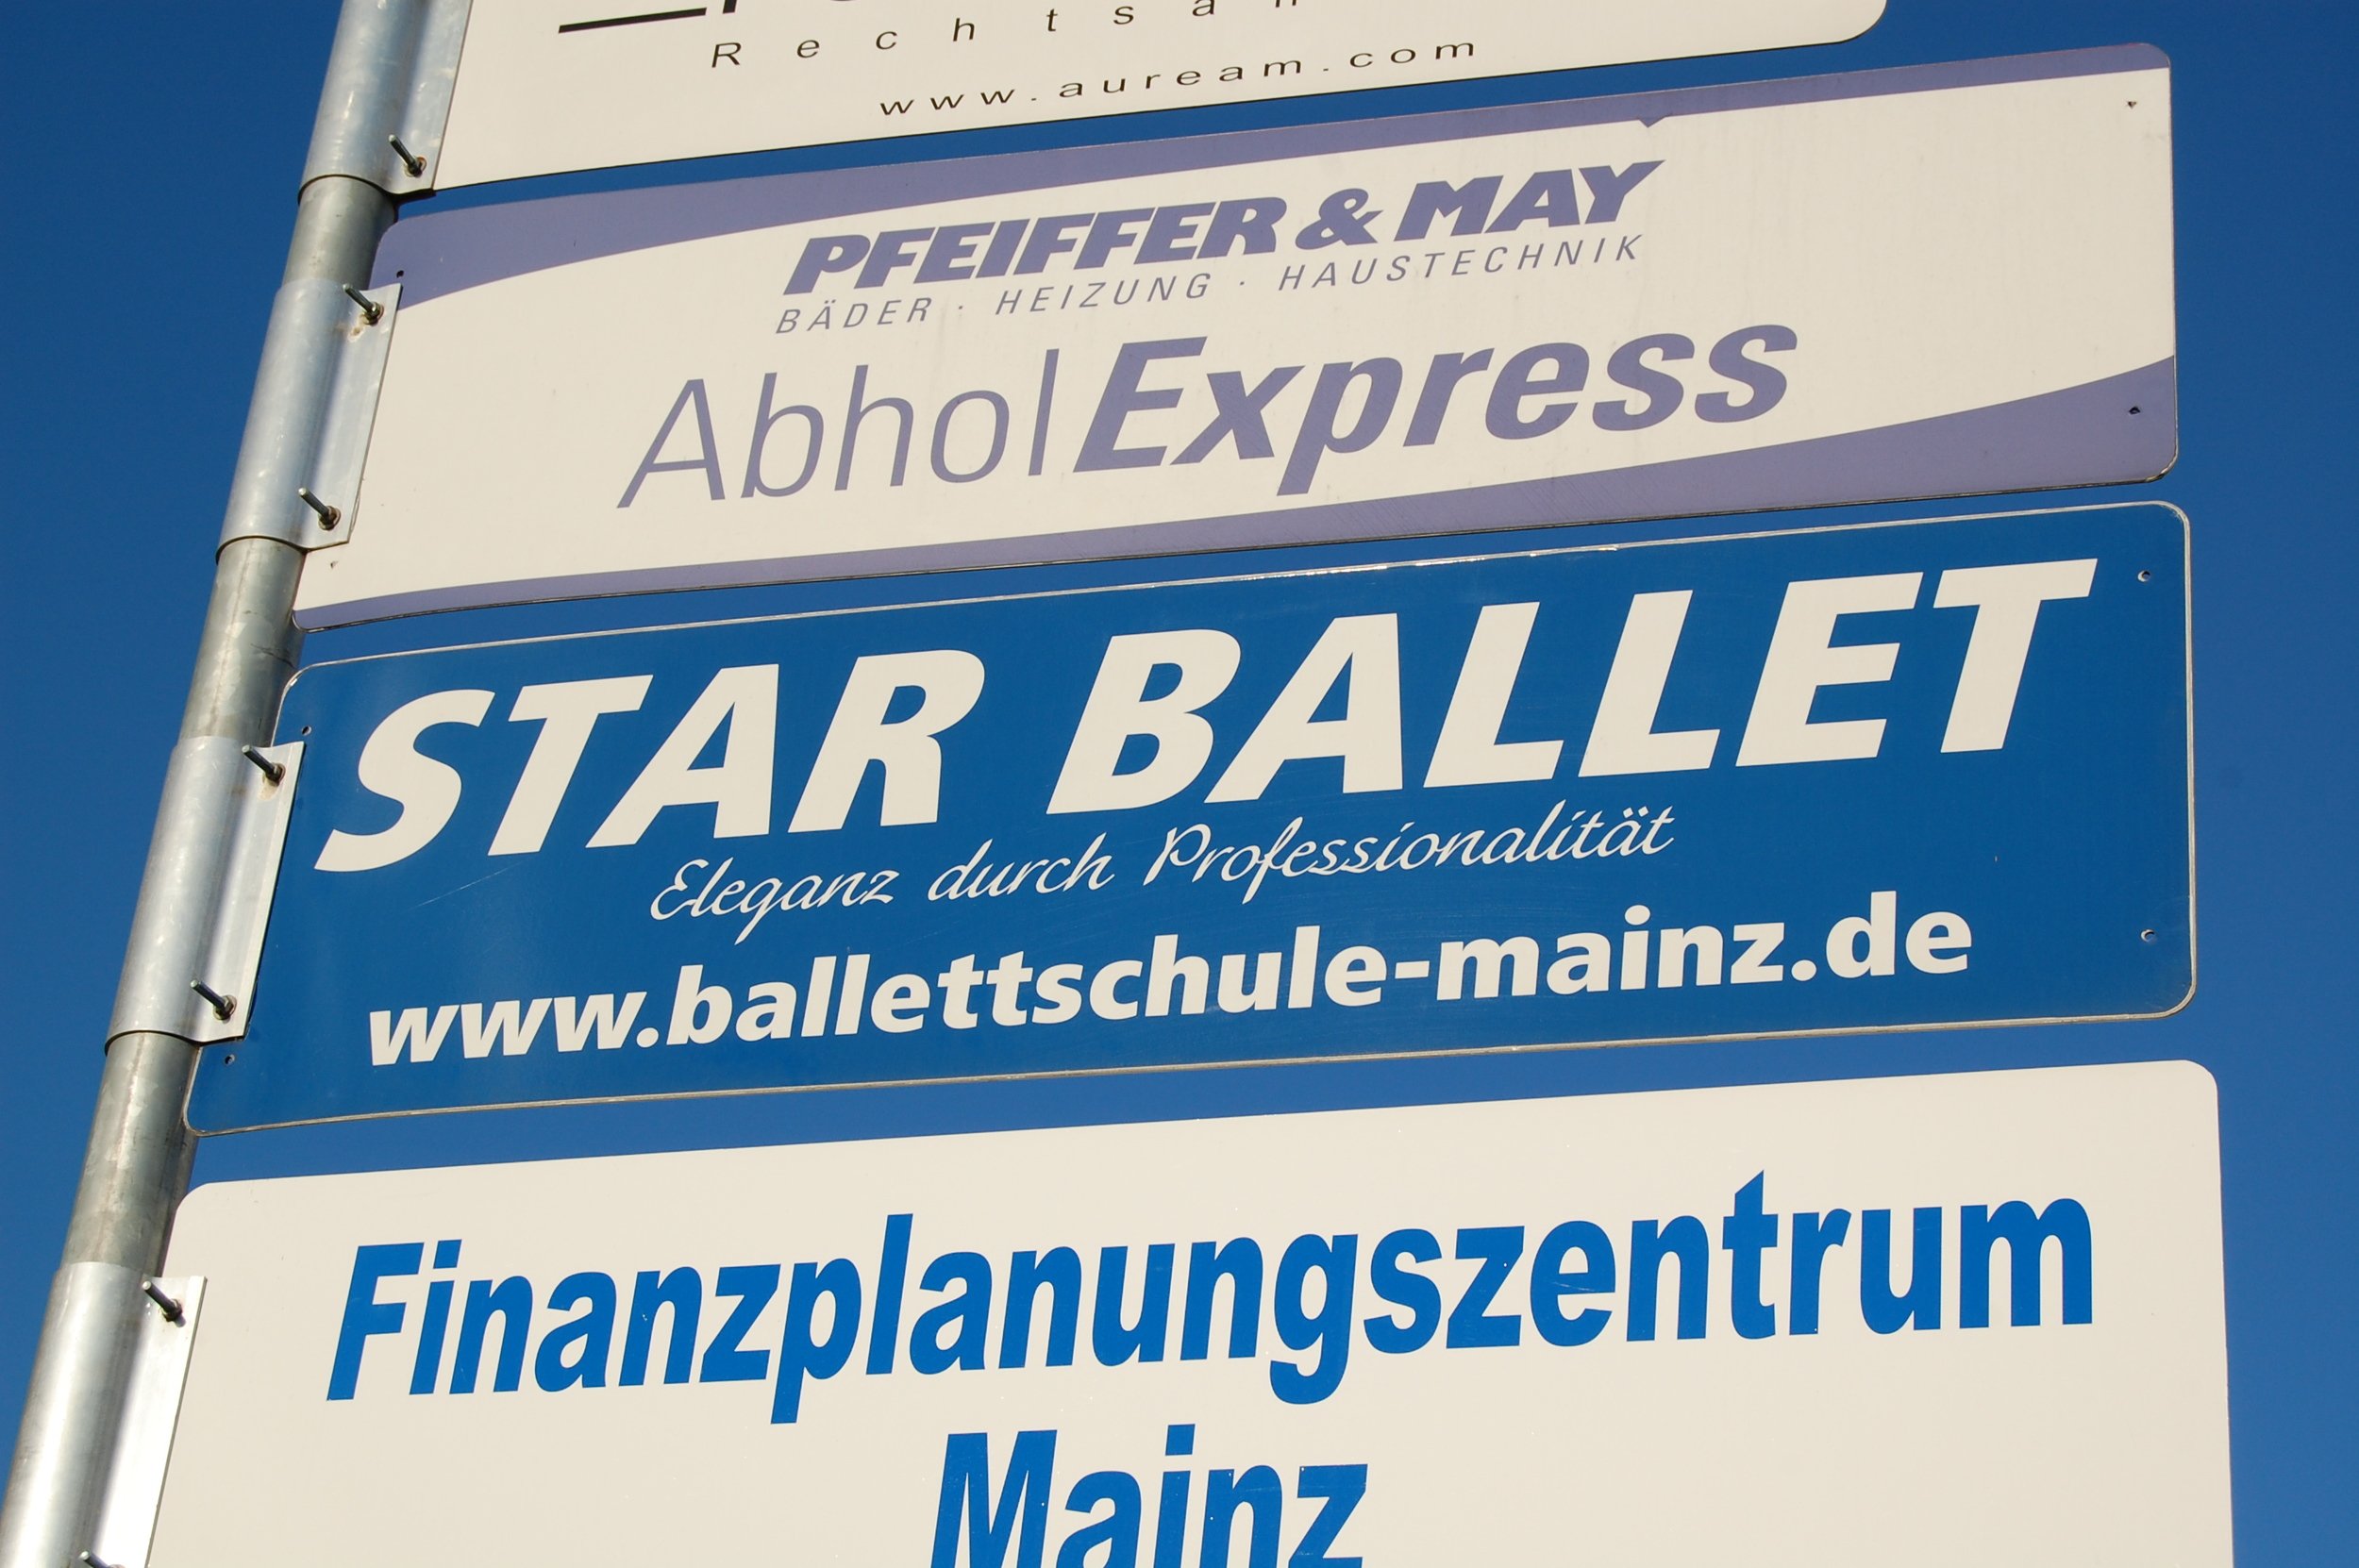 www.auream.com
PFEIFFER & MAY
BÄDER · HEIZUNG · HAUSTECHNIK
AbholExpress
STAR BALLET
Eleganz durch Professionalität
www.ballettschule-mainz.de
Finanzplanungszentrum
Mainz